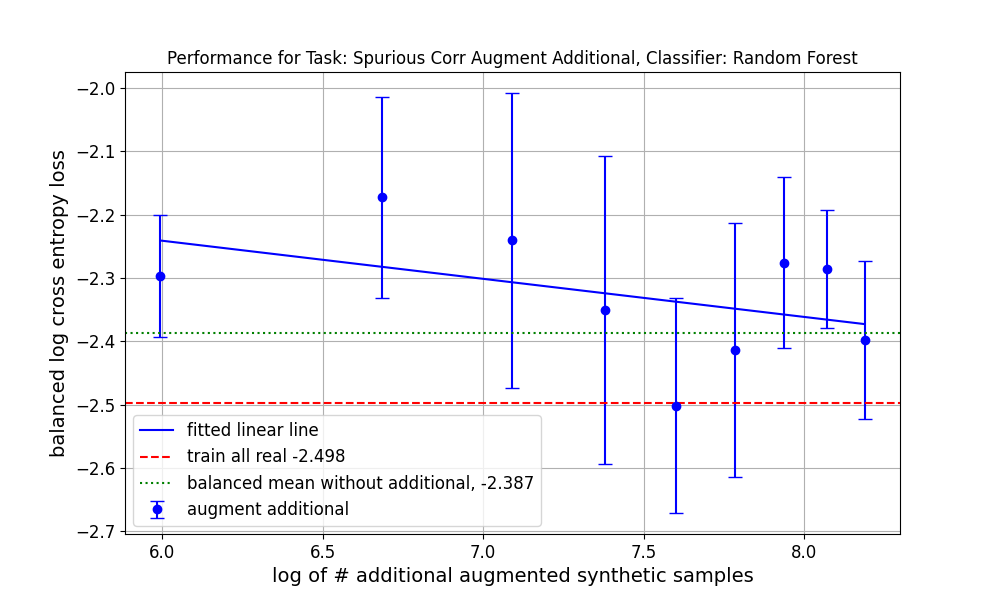 Performance for Task: Spurious Corr Augment Additional, Classifier: Random Forest
balanced log cross entropy loss
−2.0
−2.1
−2.2
−2.3
−2.4
−2.5
−2.6
−2.7
fitted linear line
train all real -2.498
balanced mean without additional, -2.387
augment additional
6.0 6.5 7.0 7.5 8.0
log of # additional augmented synthetic samples